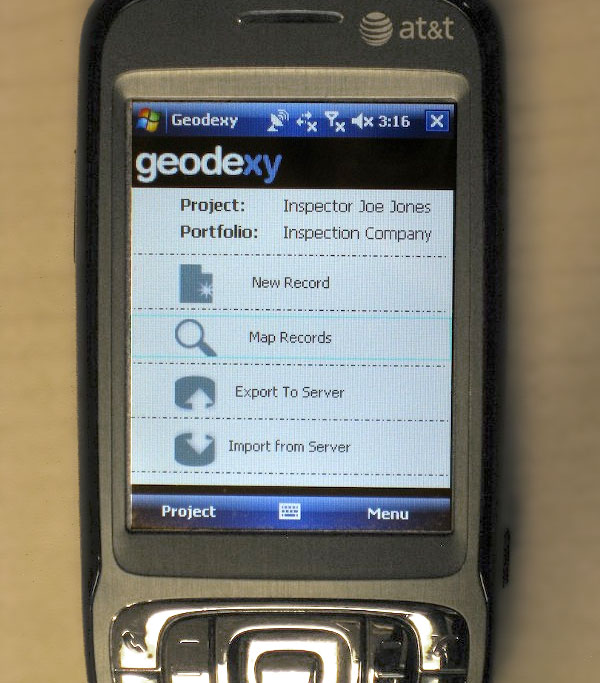 at&t
Geodexy 3:16
geodexy
Project: Inspector Joe Jones
Portfolio: Inspection Company
New Record
Map Records
Export To Server
Import from Server
Project Menu